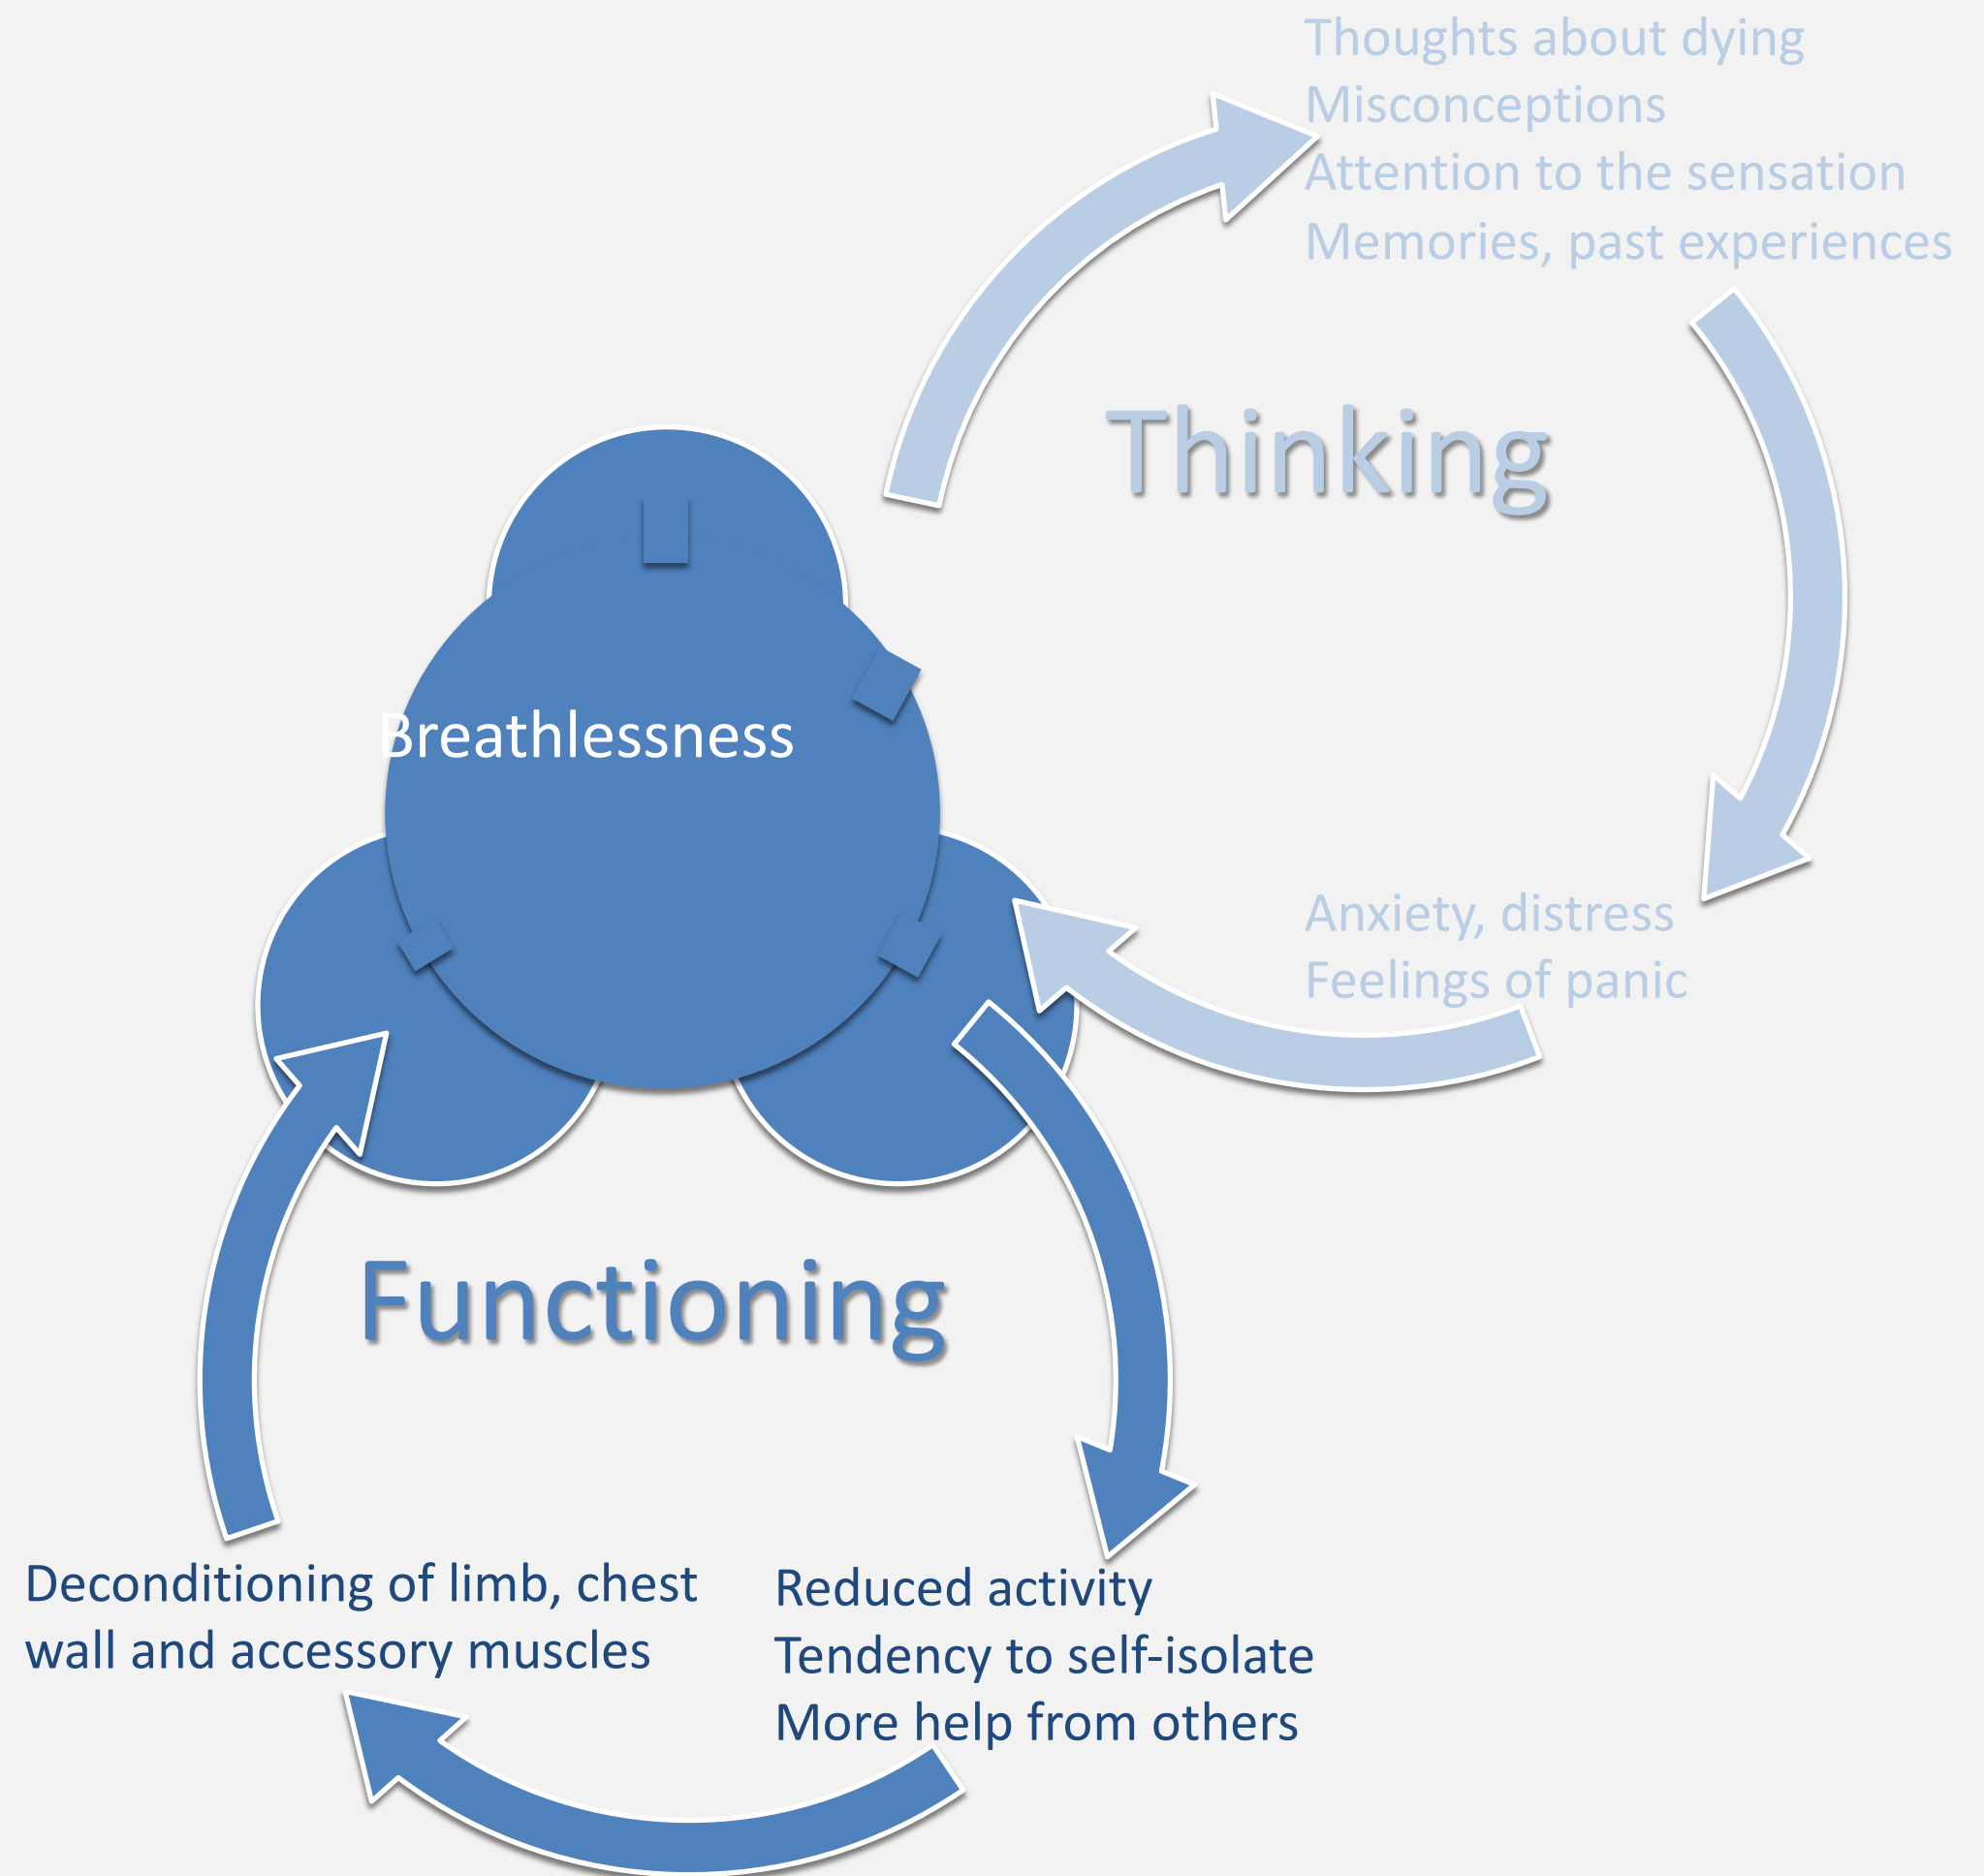 Thoughts about dying
Misconceptions
Attention to the sensation
Memories, past experiences
Thinking
Breathlessness
Anxiety, distress
Feelings of panic
Functioning
Deconditioning of limb, chest
wall and accessory muscles
Reduced activity
Tendency to self-isolate
More help from others